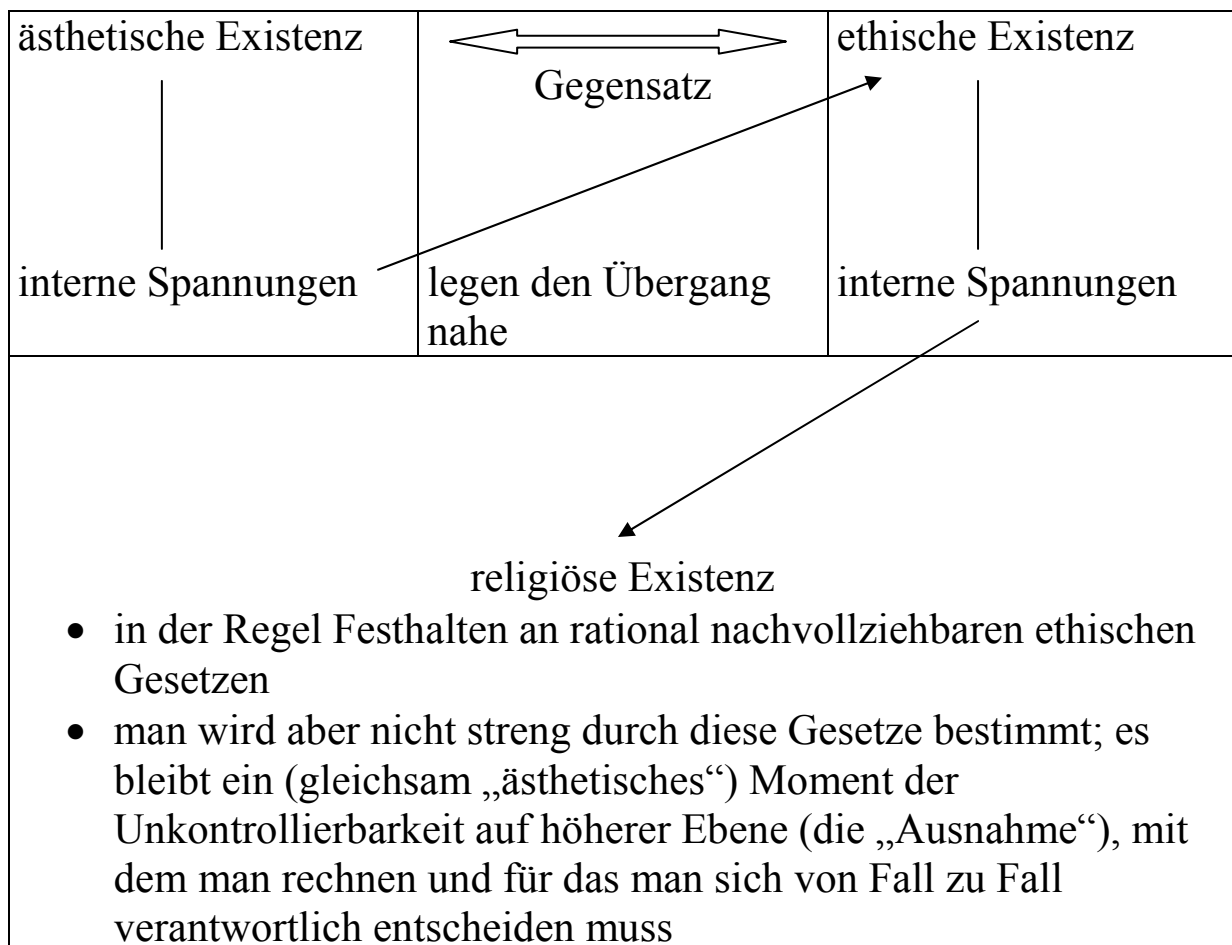 ästhetische Existenz
Gegensatz
ethische Existenz
interne Spannungen
legen den Übergang
nahe
interne Spannungen
religiöse Existenz
• in der Regel Festhalten an rational nachvollziehbaren ethischen
Gesetzen
• man wird aber nicht streng durch diese Gesetze bestimmt; es
bleibt ein (gleichsam „ästhetisches“) Moment der
Unkontrollierbarkeit auf höherer Ebene (die „Ausnahme“), mit
dem man rechnen und für das man sich von Fall zu Fall
verantwortlich entscheiden muss